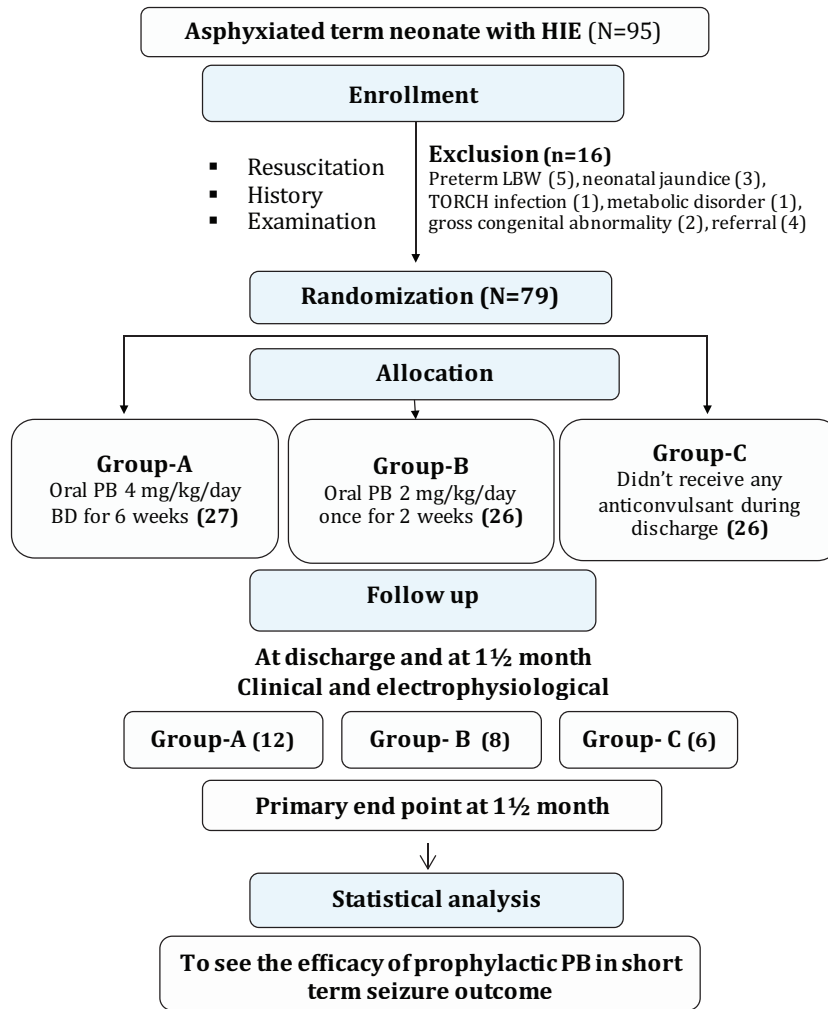 Asphyxiated term neonate with HIE (N=95)
Enrollment
▪ Resuscitation
▪ History
▪ Examination
Exclusion (n=16)
Preterm LBW (5), neonatal jaundice (3),
TORCH infection (1), metabolic disorder (1),
gross congenital abnormality (2), referral (4)
Randomization (N=79)
Allocation
Group-A
Oral PB 4 mg/kg/day
BD for 6 weeks (27)
Group-B
Oral PB 2 mg/kg/day
once for 2 weeks (26)
Group-C
Didn't receive any
anticonvulsant during
discharge (26)
Follow up
At discharge and at 1½ month
Clinical and electrophysiological
Group-A (12)
Group- B (8)
Group- C (6)
Primary end point at 1½ month
Statistical analysis
To see the efficacy of prophylactic PB in short
term seizure outcome